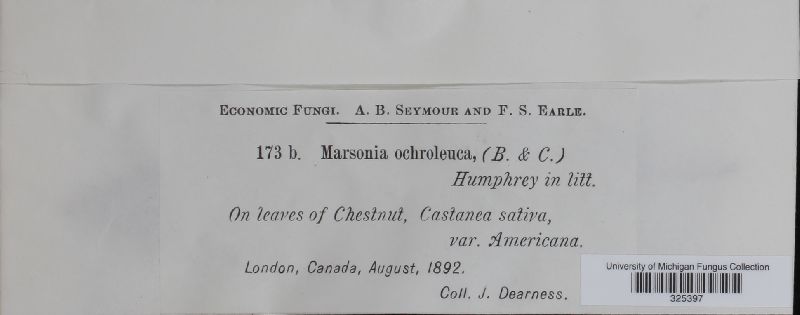 Economic Fungi. A. B. Seymour and F. S. Earle.
173 b. Marsonia ochroleuca, (B. & C.)
Humphrey in litt.
On leaves of Chestnut, Castanea sativa,
var. Americana.
London, Canada, August, 1892.
Coll. J. Dearness.
University of Michigan Fungus Collection
325397